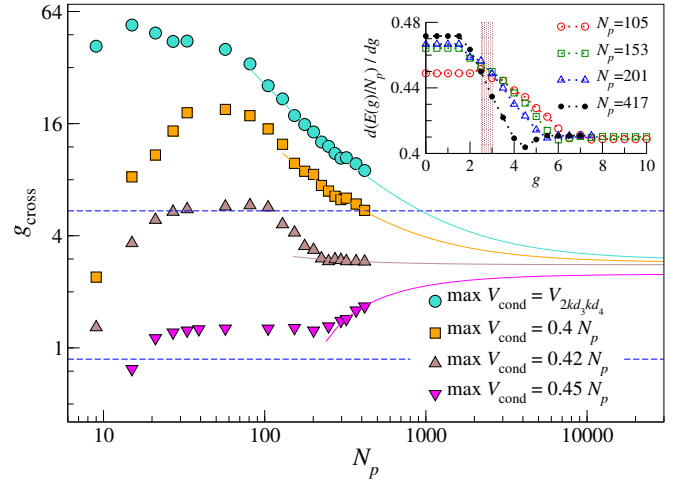 64
16
4
1
g_cross
10
100
1000
10000
N_p
max V_cond = V_{2kd_3kd_4}
max V_cond = 0.4 N_p
max V_cond = 0.42 N_p
max V_cond = 0.45 N_p
0.48
0.44
0.4
d(E(g)/N_p) / dg
0 2 4 6 8 10
g
N_p=105
N_p=153
N_p=201
N_p=417